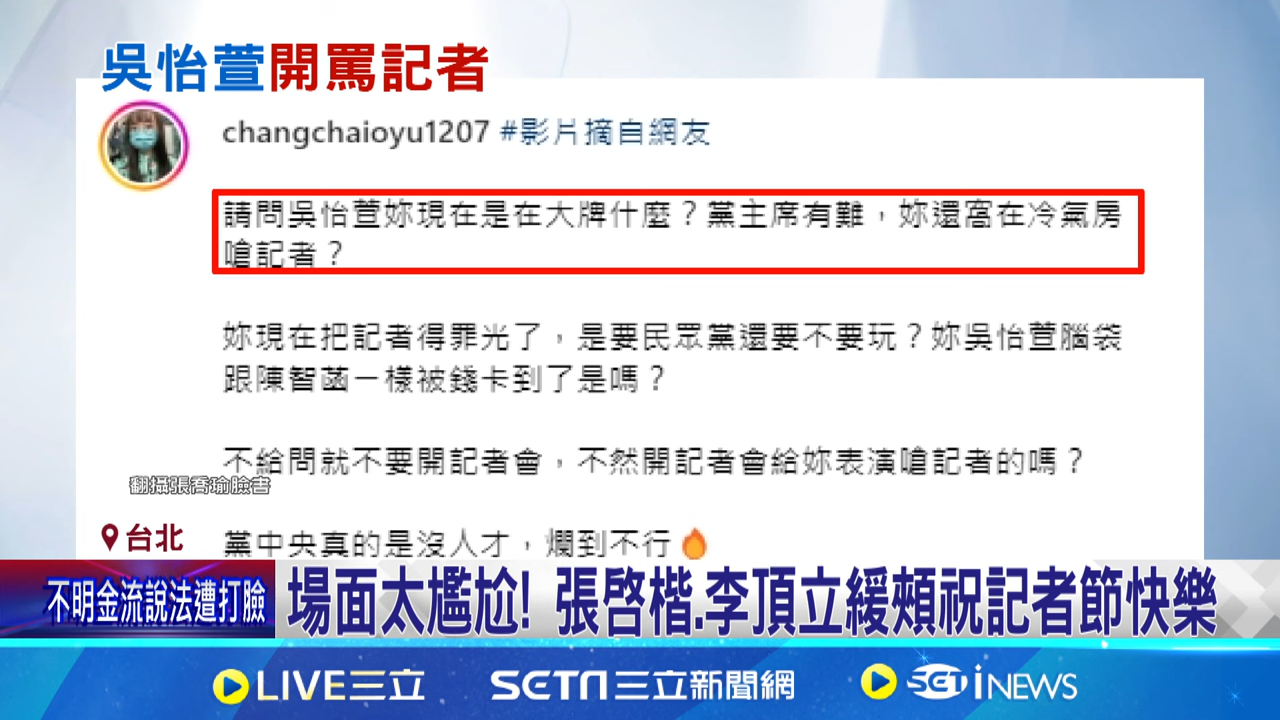 吳怡萱開罵記者
changchaioyu1207 #影片摘自網友
請問吳怡萱妳現在是在大牌什麼？黨主席有難，妳還窩在冷氣房
嗆記者？
妳現在把記者得罪光了，是要民眾黨還要不要玩？妳吳怡萱腦袋
跟陳智菡一樣被錢卡到了是嗎？
不給問就不要開記者會，不然開記者會給妳表演嗆記者的嗎？
翻攝張喬瑜臉書
台北
黨中央真的是沒人才，爛到不行🔥
不明金流說法遭打臉
場面太尷尬! 張啓楷.李頂立緩頰祝記者節快樂
LIVE三立
SETN三立新聞網
SETiNEWS